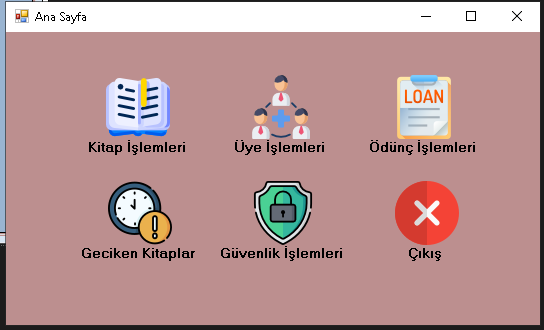 Ana Sayfa
LOAN
Kitap İşlemleri
Üye İşlemleri
Ödünç İşlemleri
Geciken Kitaplar
Güvenlik İşlemleri
Çıkış